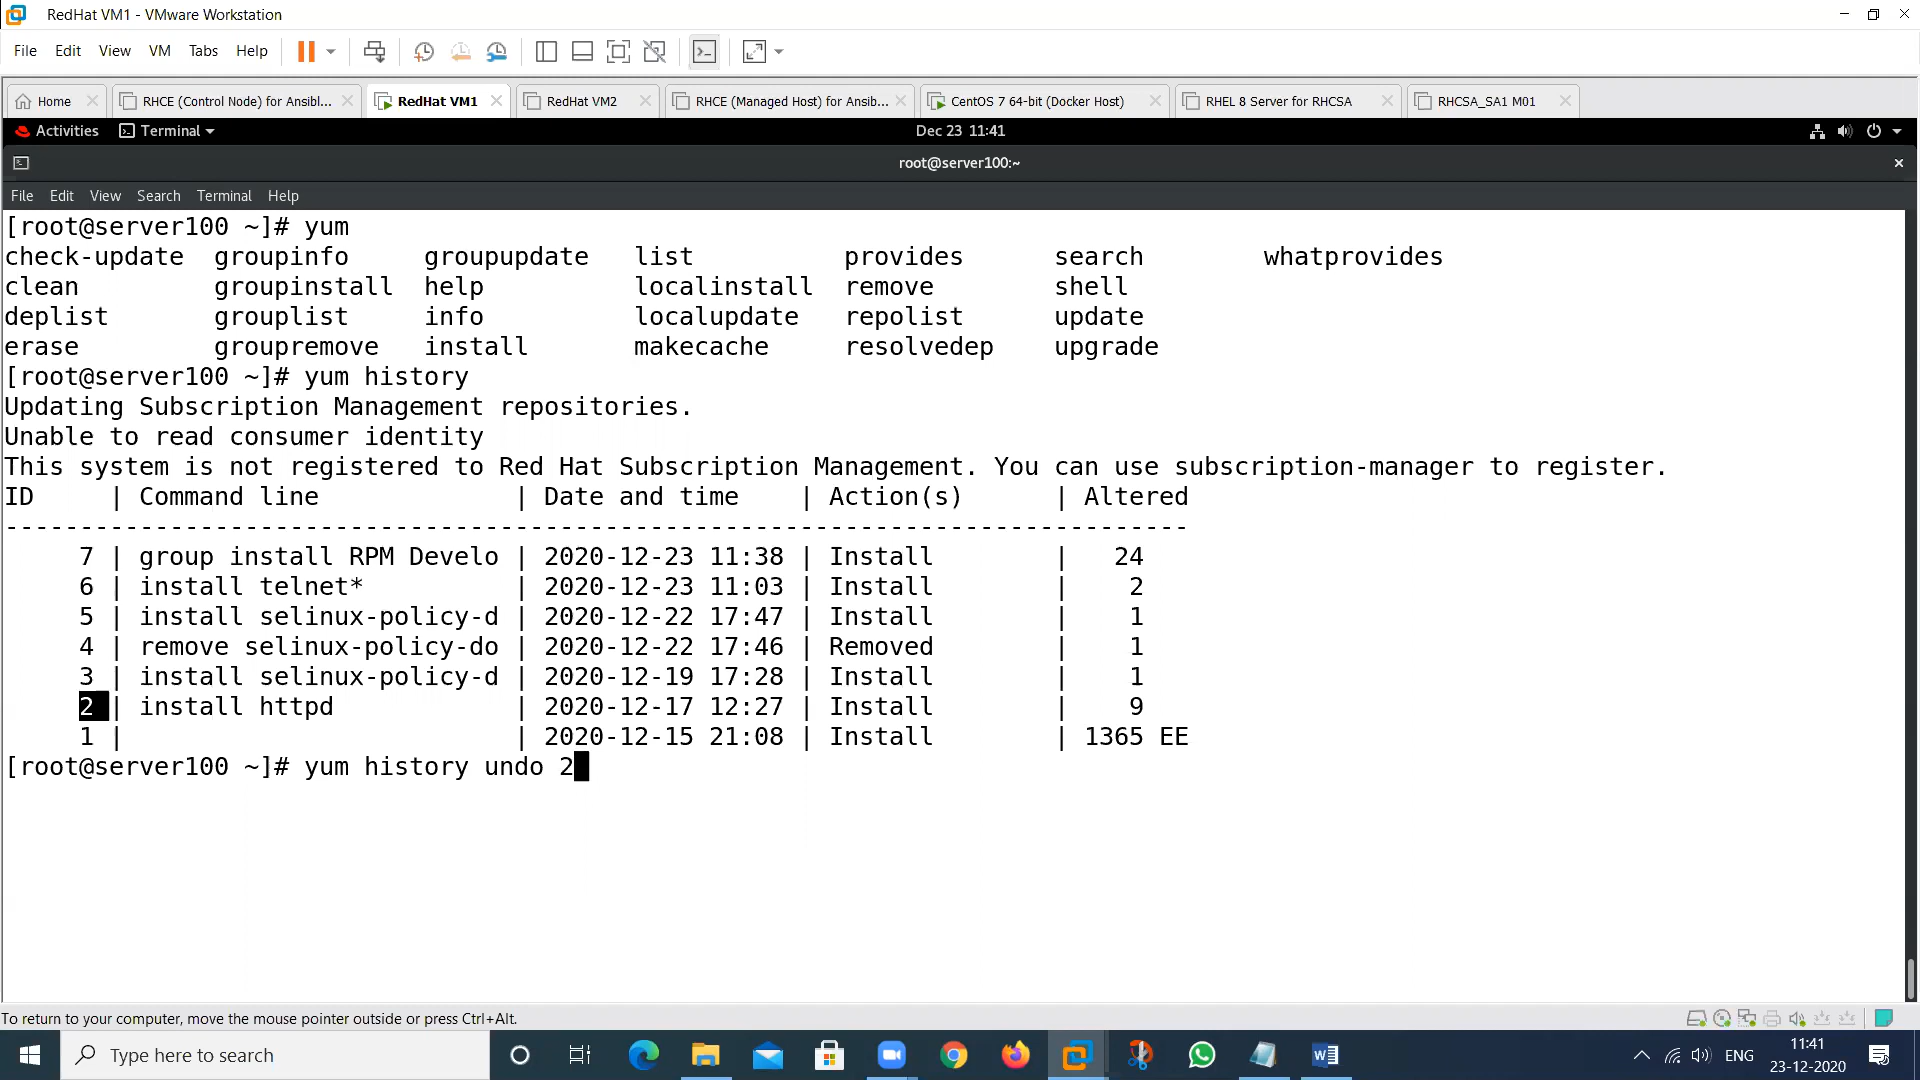 RedHat VM1 - VMware Workstation
File Edit View VM Tabs Help
Home RHCE (Control Node) for Ansibl... RedHat VM1 RedHat VM2 RHCE (Managed Host) for Ansib... CentOS 7 64-bit (Docker Host) RHEL 8 Server for RHCSA RHCSA_SA1 M01
Activities Terminal Dec 23 11:41
root@server100:~
File Edit View Search Terminal Help
[root@server100 ~]# yum
check-update groupinfo groupupdate list provides search whatprovides
clean groupinstall help localinstall remove shell
deplist grouplist info localupdate repolist update
erase groupremove install makecache resolvedep upgrade
[root@server100 ~]# yum history
Updating Subscription Management repositories.
Unable to read consumer identity
This system is not registered to Red Hat Subscription Management. You can use subscription-manager to register.
ID | Command line | Date and time | Action(s) | Altered
-------------------------------------------------------------------------------
7 | group install RPM Develo | 2020-12-23 11:38 | Install | 24
6 | install telnet* | 2020-12-23 11:03 | Install | 2
5 | install selinux-policy-d | 2020-12-22 17:47 | Install | 1
4 | remove selinux-policy-do | 2020-12-22 17:46 | Removed | 1
3 | install selinux-policy-d | 2020-12-19 17:28 | Install | 1
2 | install httpd | 2020-12-17 12:27 | Install | 9
1 | | 2020-12-15 21:08 | Install | 1365 EE
[root@server100 ~]# yum history undo 2
To return to your computer, move the mouse pointer outside or press Ctrl+Alt.
Type here to search
ENG
11:41
23-12-2020